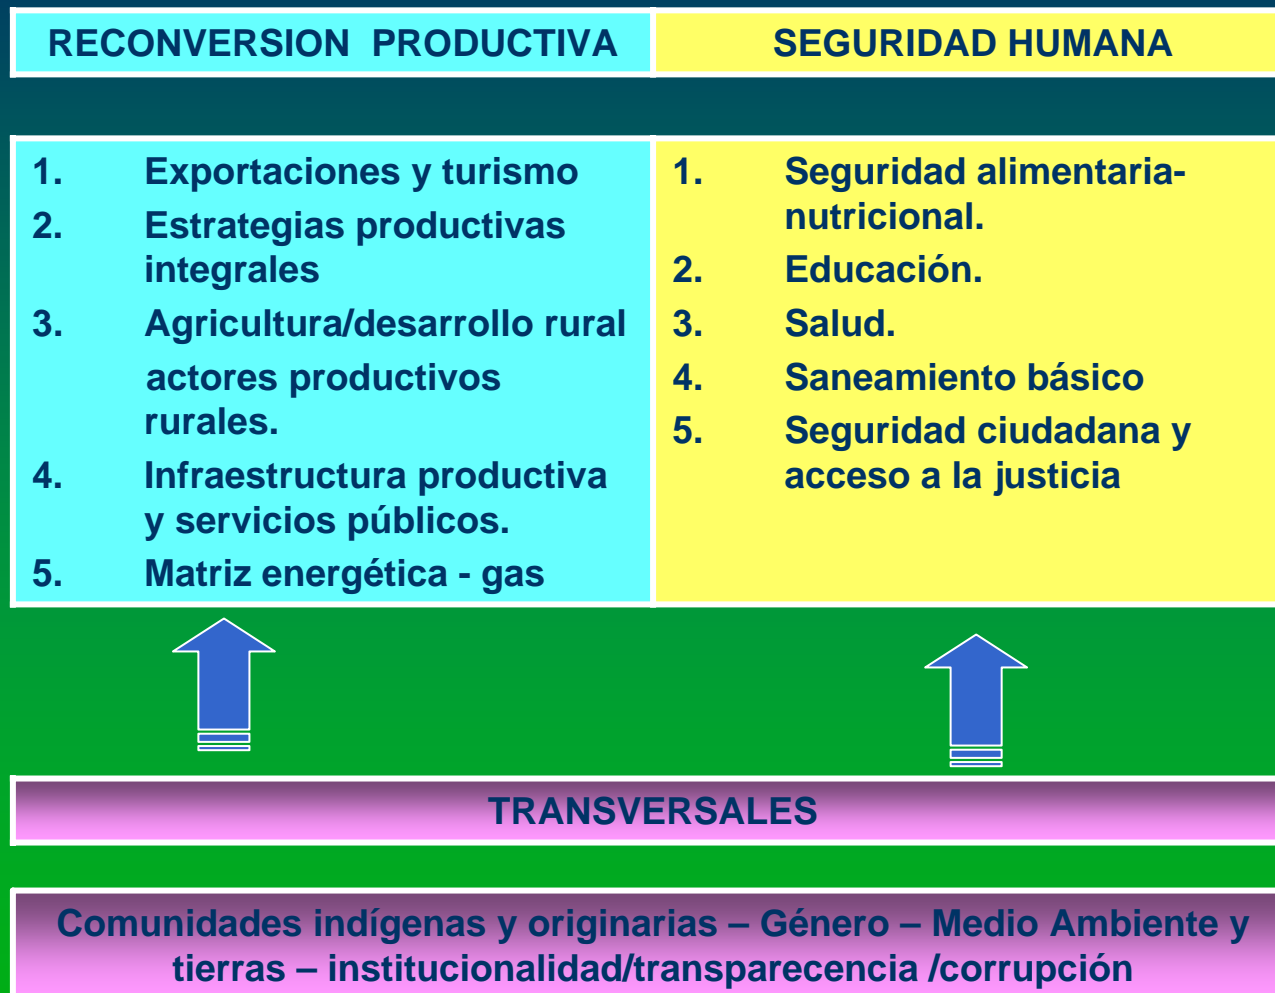 RECONVERSION PRODUCTIVA
SEGURIDAD HUMANA
1. Exportaciones y turismo
2. Estrategias productivas
integrales
3. Agricultura/desarrollo rural
actores productivos
rurales.
4. Infraestructura productiva
y servicios públicos.
5. Matriz energética - gas
1. Seguridad alimentaria-
nutricional.
2. Educación.
3. Salud.
4. Saneamiento básico
5. Seguridad ciudadana y
acceso a la justicia
TRANSVERSALES
Comunidades indígenas y originarias – Género – Medio Ambiente y
tierras – institucionalidad/transparecencia /corrupción